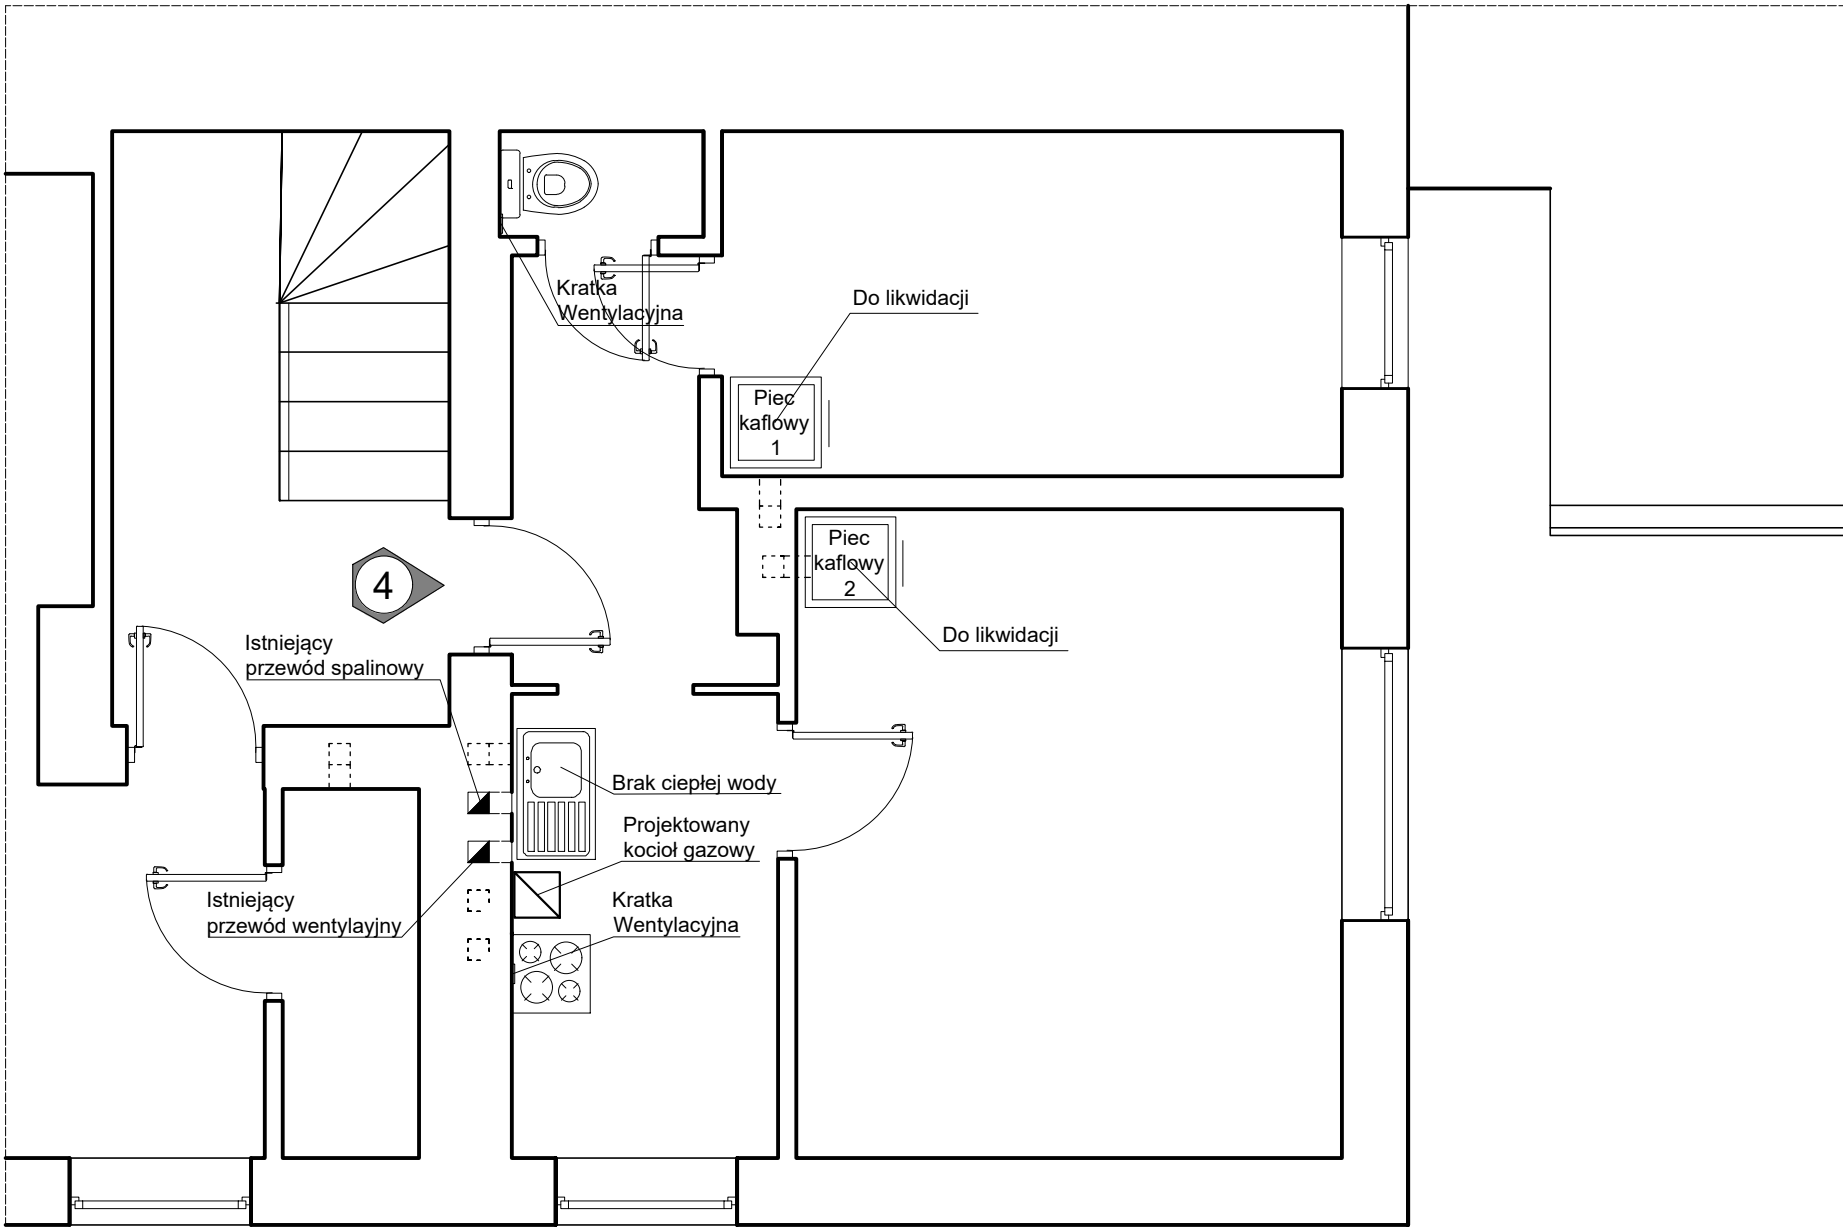 Kratka
Wentylacyjna
Do likwidacji
Piec
kaflowy
1
Piec
kaflowy
2
4
Do likwidacji
Istniejący
przewód spalinowy
Brak ciepłej wody
Projektowany
kocioł gazowy
Istniejący
przewód wentylayjny
Kratka
Wentylacyjna